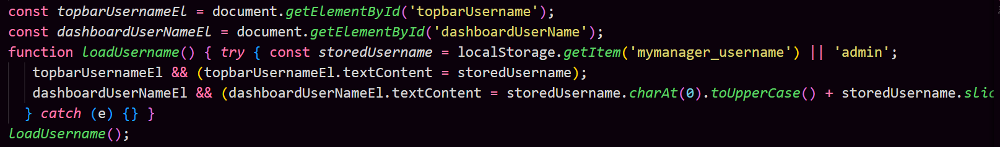 const topbarUsernameEl = document.getElementById('topbarUsername');
const dashboardUserNameEl = document.getElementById('dashboardUserName');
function loadUsername() { try { const storedUsername = localStorage.getItem('mymanager_username') || 'admin';
topbarUsernameEl && (topbarUsernameEl.textContent = storedUsername);
dashboardUserNameEl && (dashboardUserNameEl.textContent = storedUsername.charAt(0).toUpperCase() + storedUsername.slic
} catch (e) {} }
loadUsername();